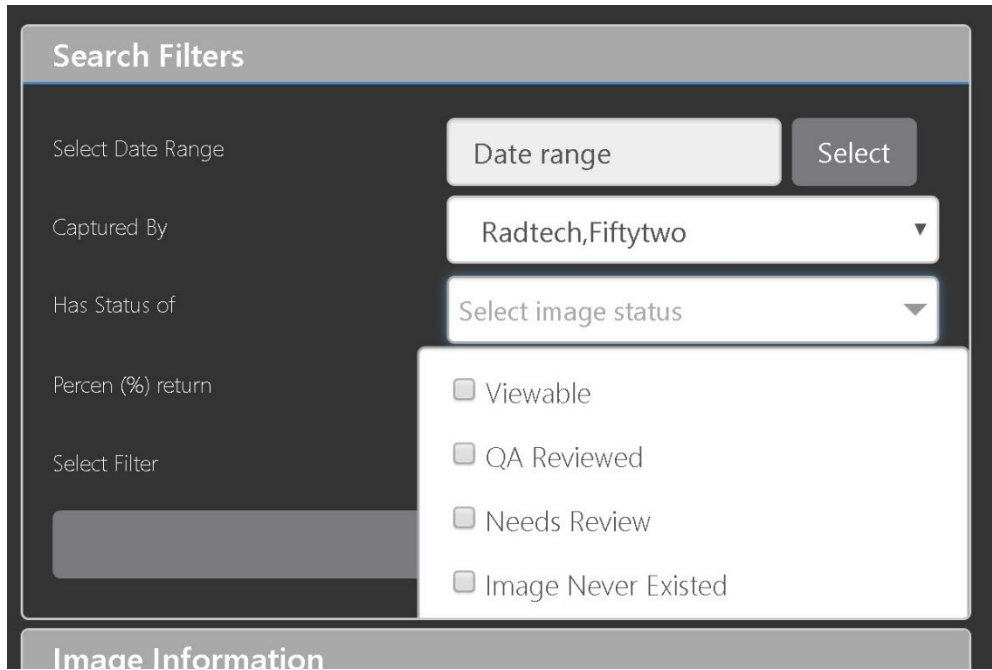 Search Filters
Select Date Range
Date range
Select
Captured By
Radtech,Fiftytwo
Has Status of
Select image status
Percen (%) return
Viewable
QA Reviewed
Select Filter
Needs Review
Image Never Existed
Image Information